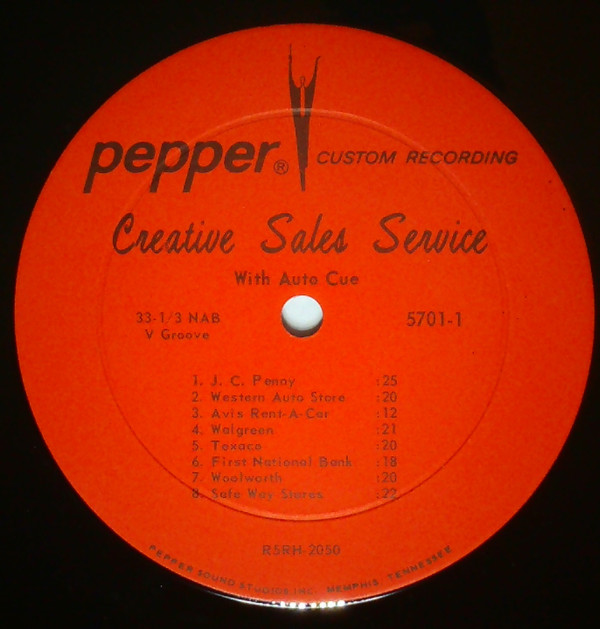 pepper® CUSTOM RECORDING
Creative Sales Service
With Auto Cue
33-1/3 NAB
V Groove
5701-1
1. J. C. Penny :25
2. Western Auto Store :20
3. Avis Rent-A-Car :12
4. Walgreen :21
5. Texaco :20
6. First National Bank :18
7. Woolworth :20
8. Safe Way Stores :22
R5RH-2050
PEPPER SOUND STUDIOS INC. MEMPHIS, TENNESSEE